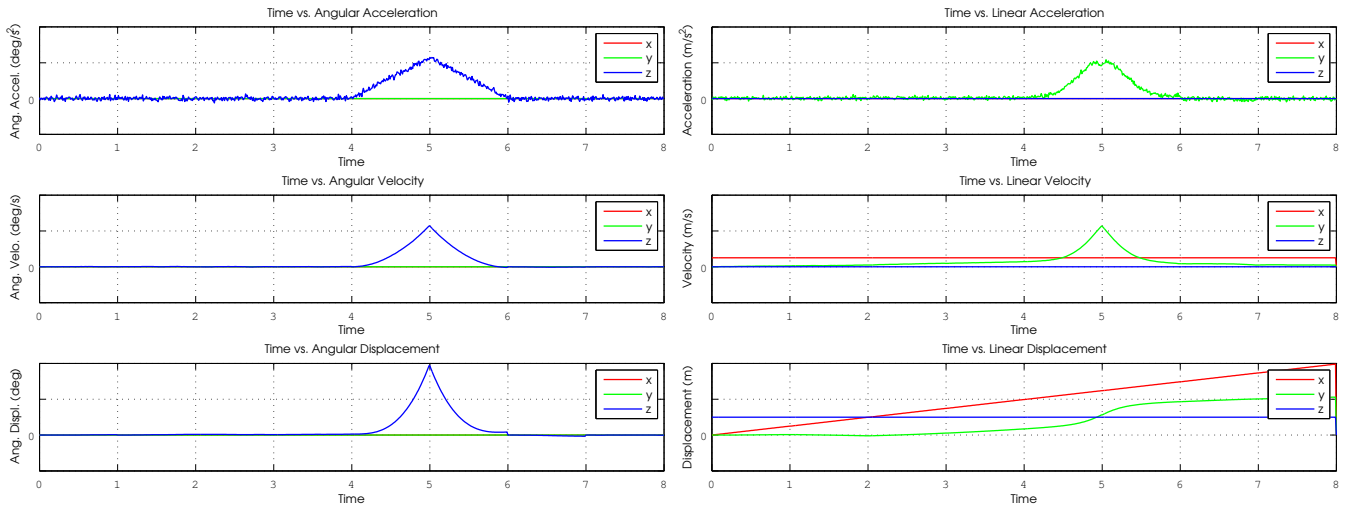 Time vs. Angular Acceleration
Ang. Accel. (deg/s²)
0
0 1 2 3 4 5 6 7 8
Time
x
y
z
Time vs. Linear Acceleration
Acceleration (m/s²)
0
0 1 2 3 4 5 6 7 8
Time
x
y
z
Time vs. Angular Velocity
Ang. Velo. (deg/s)
0
0 1 2 3 4 5 6 7 8
Time
x
y
z
Time vs. Linear Velocity
Velocity (m/s)
0
0 1 2 3 4 5 6 7 8
Time
x
y
z
Time vs. Angular Displacement
Ang. Displ. (deg)
0
0 1 2 3 4 5 6 7 8
Time
x
y
z
Time vs. Linear Displacement
Displacement (m)
0
0 1 2 3 4 5 6 7 8
Time
x
y
z